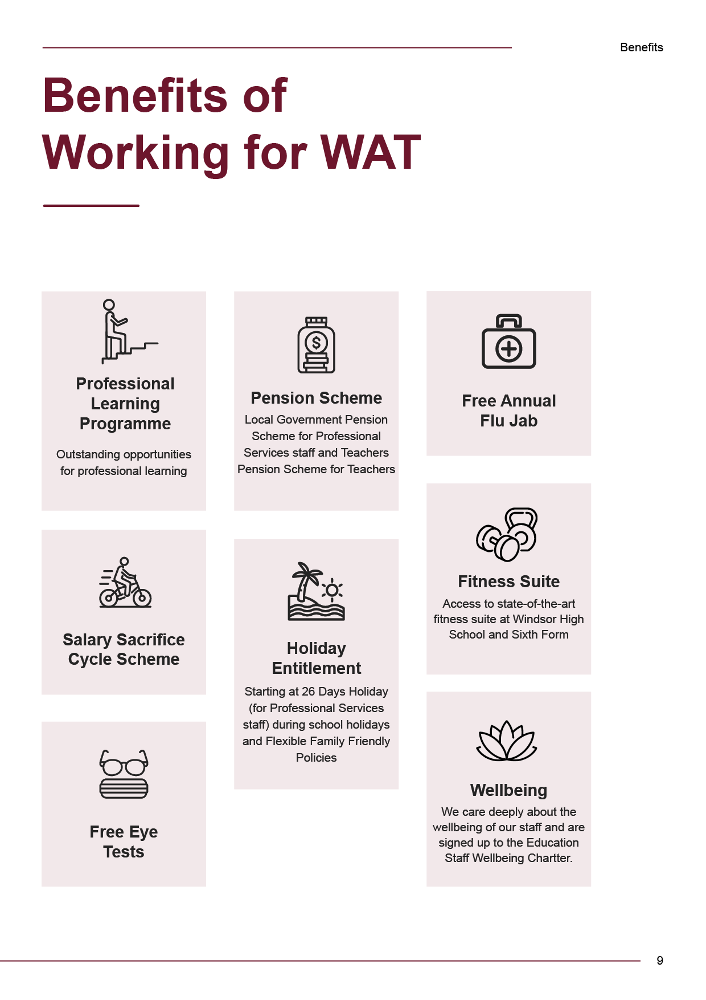 Benefits
Benefits of
Working for WAT
Professional
Learning
Programme
Outstanding opportunities
for professional learning
Pension Scheme
Local Government Pension
Scheme for Professional
Services staff and Teachers
Pension Scheme for Teachers
Free Annual
Flu Jab
Salary Sacrifice
Cycle Scheme
Holiday
Entitlement
Starting at 26 Days Holiday
(for Professional Services
staff) during school holidays
and Flexible Family Friendly
Policies
Fitness Suite
Access to state-of-the-art
fitness suite at Windsor High
School and Sixth Form
Free Eye
Tests
Wellbeing
We care deeply about the
wellbeing of our staff and are
signed up to the Education
Staff Wellbeing Chartter.
9